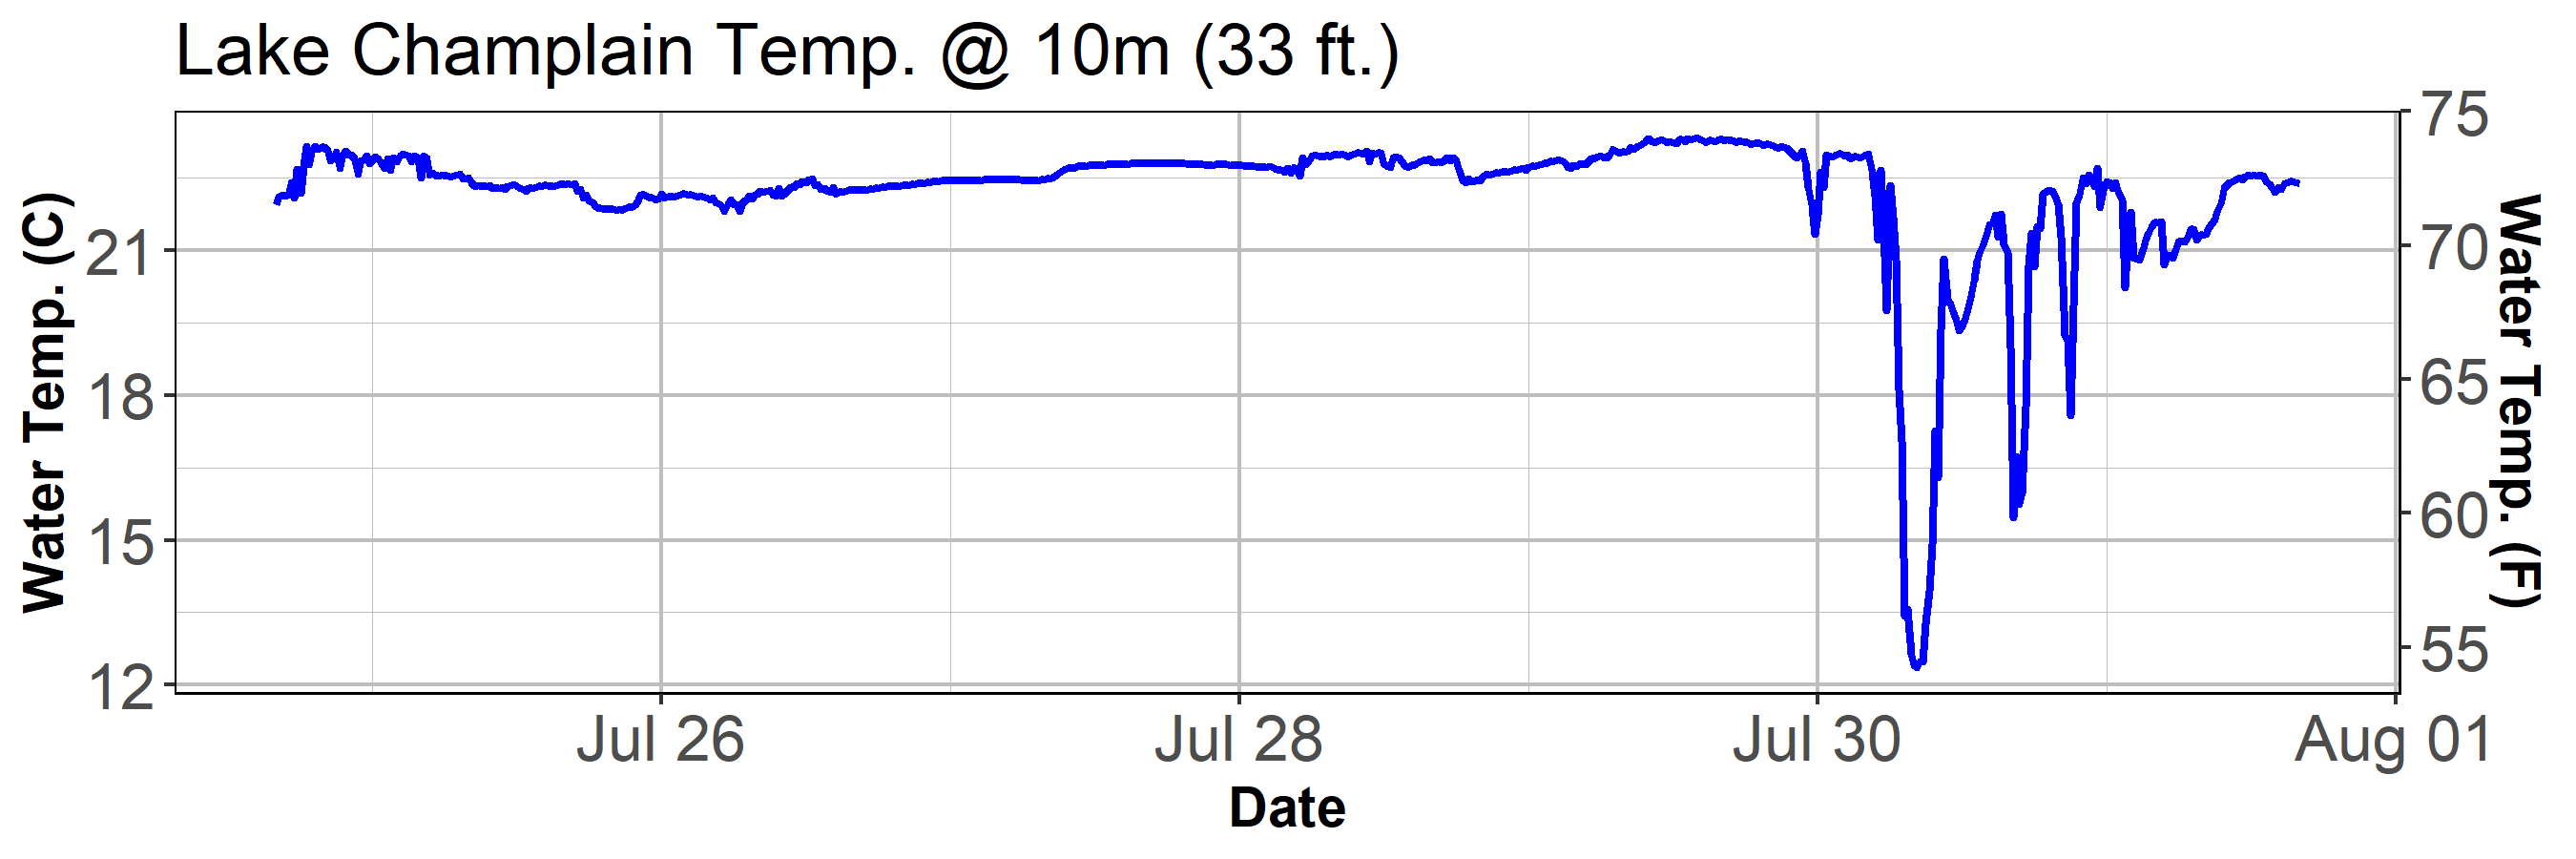 Lake Champlain Temp. @ 10m (33 ft.)
Water Temp. (C)
21
18
15
12
75
70
65
60
55
Water Temp. (F)
Jul 26
Jul 28
Jul 30
Aug 01
Date